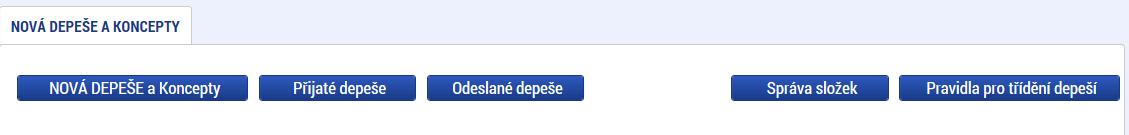 NOVÁ DEPEŠE A KONCEPTY
NOVÁ DEPEŠE a Koncepty Přijaté depeše Odeslané depeše Správa složek Pravidla pro třídění depeší